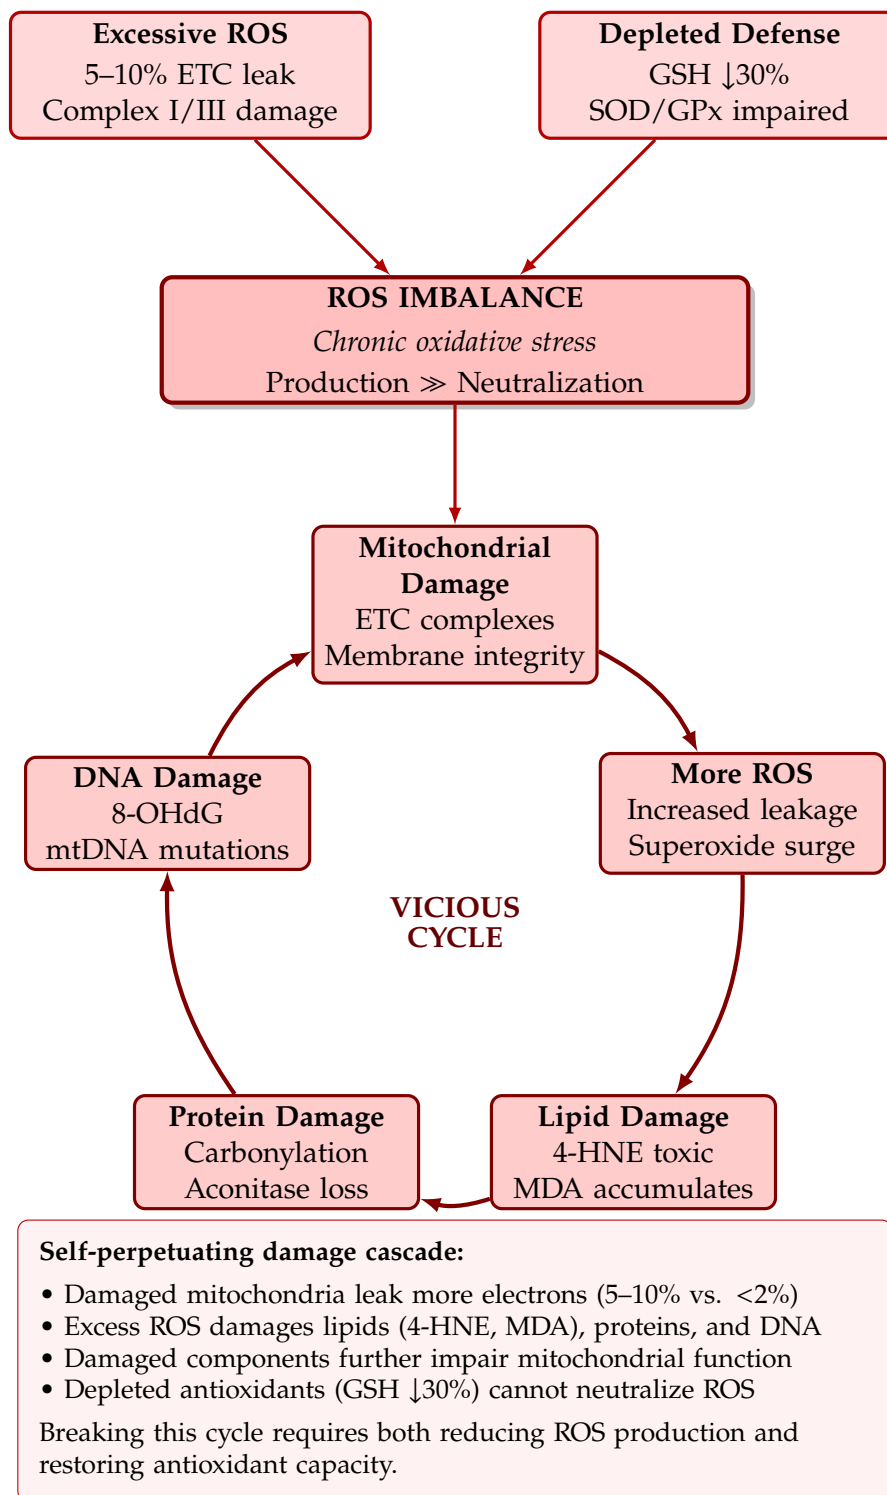 Excessive ROS
5–10% ETC leak
Complex I/III damage
Depleted Defense
GSH ↓30%
SOD/GPx impaired
ROS IMBALANCE
Chronic oxidative stress
Production ≫ Neutralization
Mitochondrial
Damage
ETC complexes
Membrane integrity
DNA Damage
8-OHdG
mtDNA mutations
More ROS
Increased leakage
Superoxide surge
VICIOUS
CYCLE
Protein Damage
Carbonylation
Aconitase loss
Lipid Damage
4-HNE toxic
MDA accumulates
Self-perpetuating damage cascade:
• Damaged mitochondria leak more electrons (5–10% vs. <2%)
• Excess ROS damages lipids (4-HNE, MDA), proteins, and DNA
• Damaged components further impair mitochondrial function
• Depleted antioxidants (GSH ↓30%) cannot neutralize ROS
Breaking this cycle requires both reducing ROS production and
restoring antioxidant capacity.